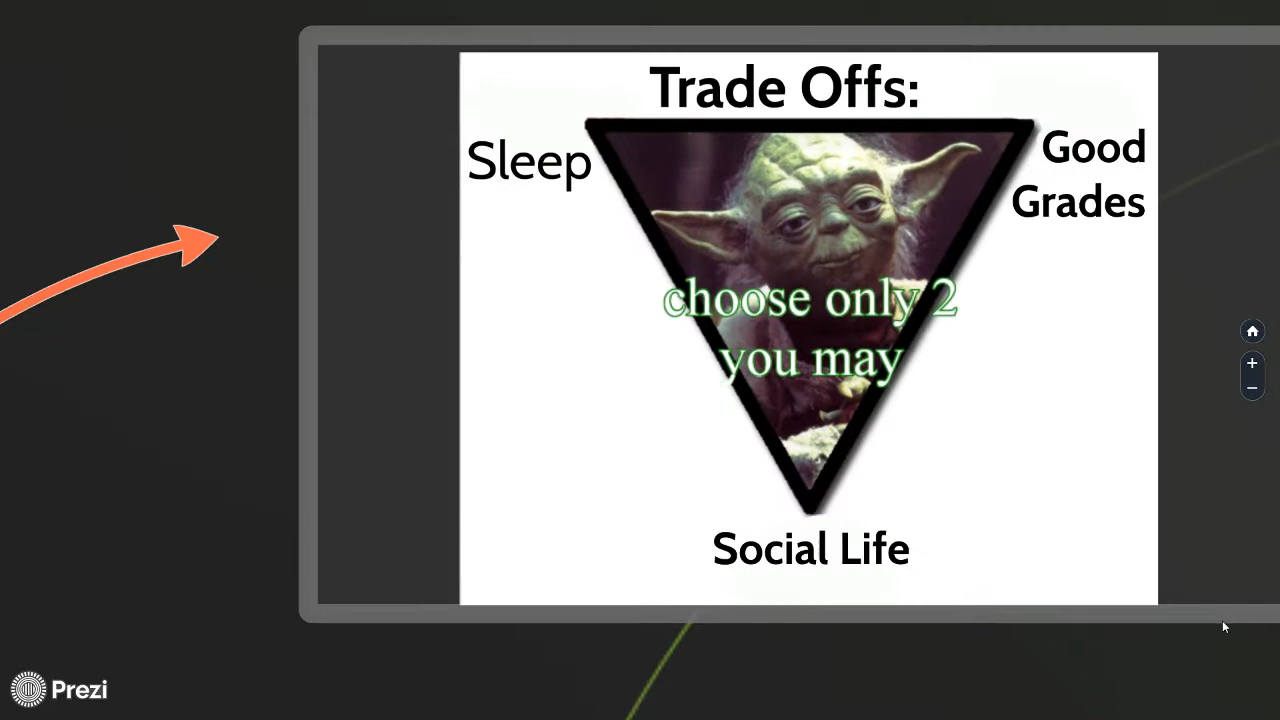 Trade Offs:
Sleep
Good
Grades
choose only 2
you may
Social Life
Prezi